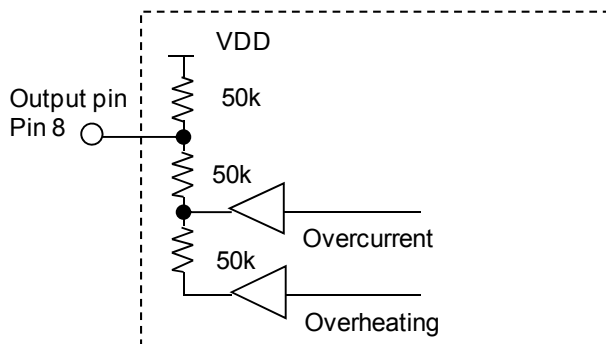 VDD
50k
Output pin
Pin 8
50k
Overcurrent
50k
Overheating